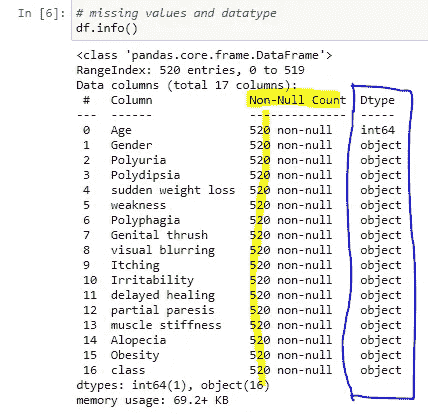 In [6]: # missing values and datatype
df.info()
<class 'pandas.core.frame.DataFrame'>
RangeIndex: 520 entries, 0 to 519
Data columns (total 17 columns):
# Column Non-Null Count Dtype
--- ------ -------------- -----
0 Age 520 non-null int64
1 Gender 520 non-null object
2 Polyuria 520 non-null object
3 Polydipsia 520 non-null object
4 sudden weight loss 520 non-null object
5 weakness 520 non-null object
6 Polyphagia 520 non-null object
7 Genital thrush 520 non-null object
8 visual blurring 520 non-null object
9 Itching 520 non-null object
10 Irritability 520 non-null object
11 delayed healing 520 non-null object
12 partial paresis 520 non-null object
13 muscle stiffness 520 non-null object
14 Alopecia 520 non-null object
15 Obesity 520 non-null object
16 class 520 non-null object
dtypes: int64(1), object(16)
memory usage: 69.2+ KB